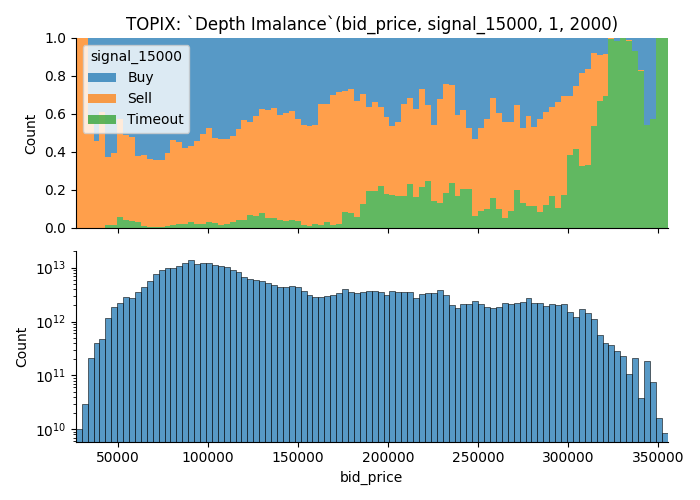 TOPIX: `Depth Imalance`(bid_price, signal_15000, 1, 2000)
1.0
0.8
0.6
0.4
0.2
0.0
Count
signal_15000
Buy
Sell
Timeout
10^13
10^12
10^11
10^10
Count
50000 100000 150000 200000 250000 300000 350000
bid_price